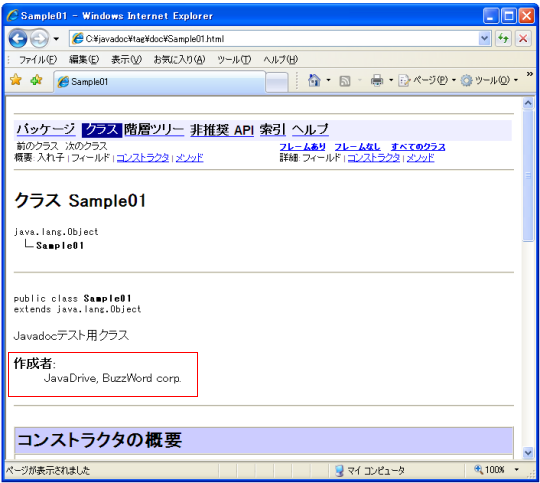 Sample01 - Windows Internet Explorer
C:¥javadoc¥tag¥doc¥Sample01.html
ファイル(F) 編集(E) 表示(V) お気に入り(A) ツール(T) ヘルプ(H)
Sample01
ページ(P) ツール(O)
パッケージ クラス 階層ツリー 非推奨 API 索引 ヘルプ
前のクラス 次のクラス フレームあり フレームなし すべてのクラス
概要: 入れ子 | フィールド | コンストラクタ | メソッド 詳細: フィールド | コンストラクタ | メソッド
クラス Sample01
java.lang.Object
Sample01
public class Sample01
extends java.lang.Object
Javadocテスト用クラス
作成者:
JavaDrive, BuzzWord corp.
コンストラクタの概要
ページが表示されました マイ コンピュータ 100%